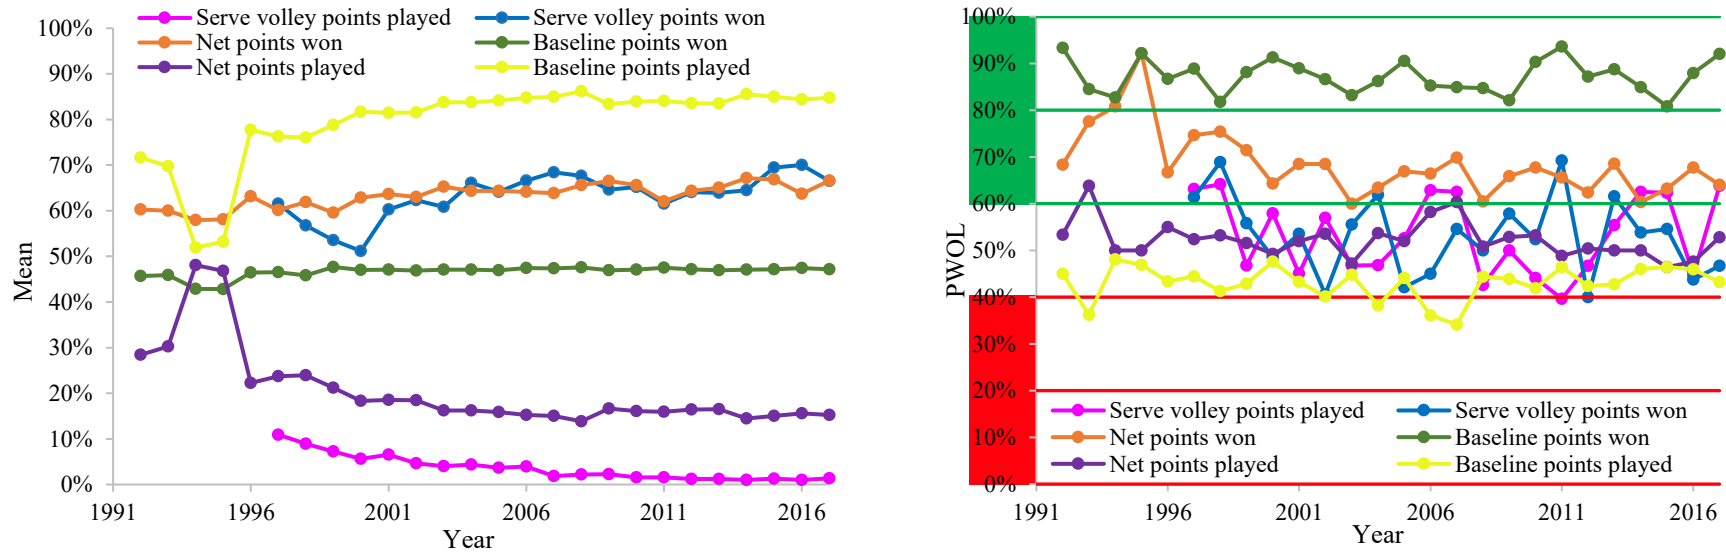 Serve volley points played Serve volley points won
Net points won Baseline points won
Net points played Baseline points played
100%
90%
80%
70%
60%
50%
40%
30%
20%
10%
0%
Mean
1991 1996 2001 2006 2011 2016
Year
100%
90%
80%
70%
60%
50%
40%
30%
20%
10%
0%
PWOL
Serve volley points played Serve volley points won
Net points won Baseline points won
Net points played Baseline points played
1991 1996 2001 2006 2011 2016
Year